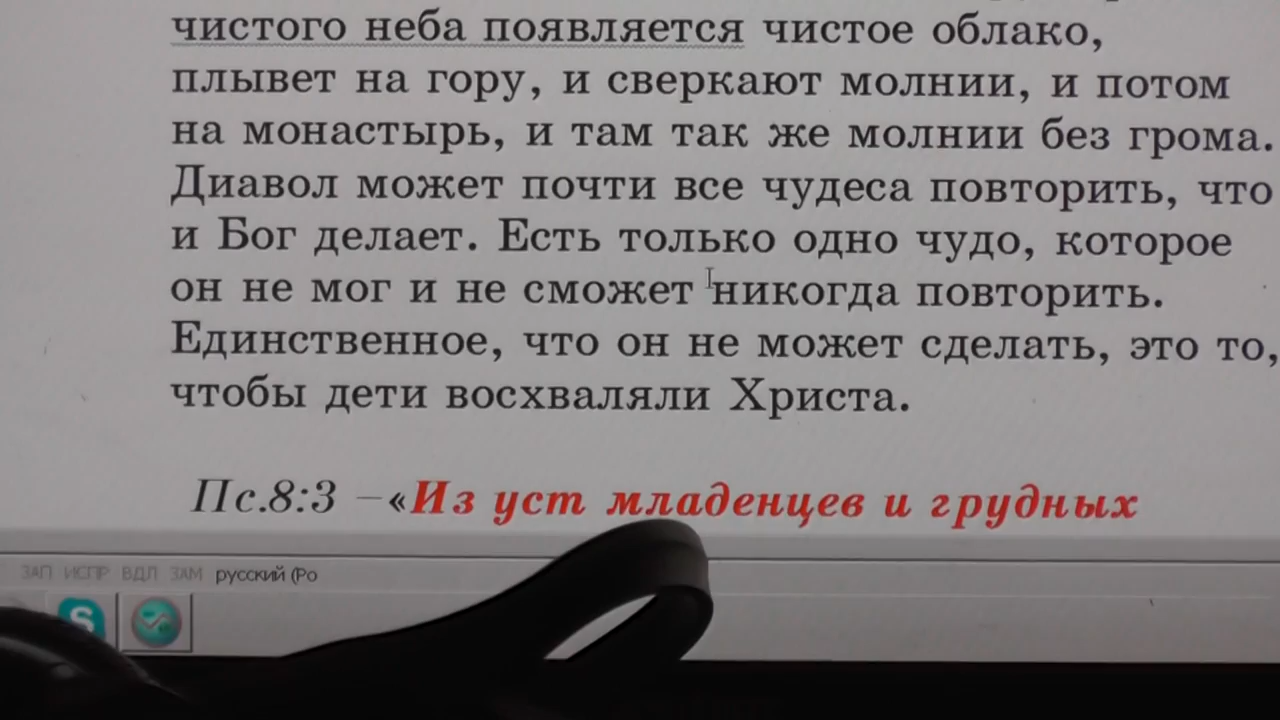 чистого неба появляется чистое облако,
плывет на гору, и сверкают молнии, и потом
на монастырь, и там так же молнии без грома.
Диавол может почти все чудеса повторить, что
и Бог делает. Есть только одно чудо, которое
он не мог и не сможет никогда повторить.
Единственное, что он не может сделать, это то,
чтобы дети восхваляли Христа.
Пс.8:3 –«Из уст младенцев и грудных
ЗАП ИСПР ВДЛ ЗАМ русский (Ро
S